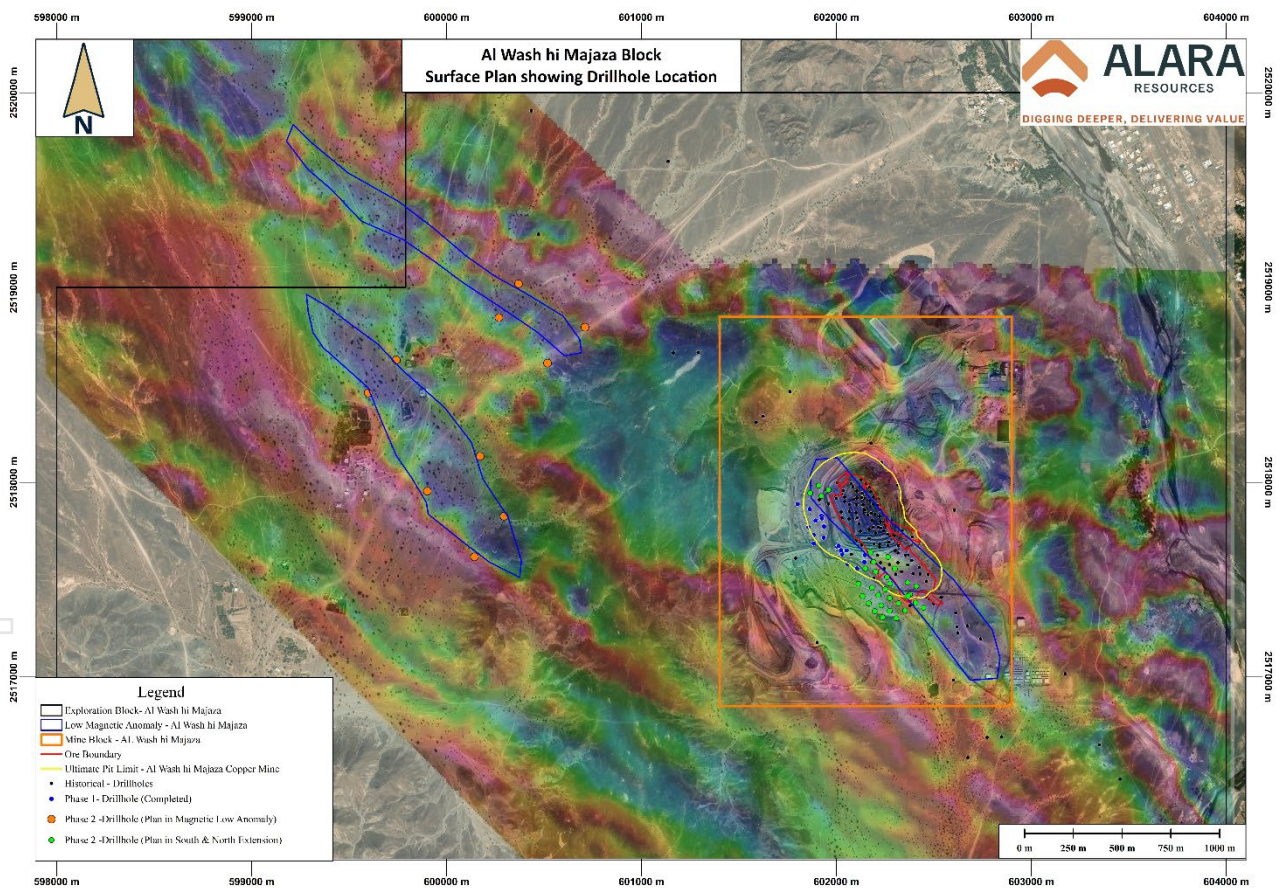 598000 m
599000 m
600000 m
601000 m
602000 m
603000 m
604000 m
Al Wash hi Majaza Block
Surface Plan showing Drillhole Location
ALARA
RESOURCES
DIGGING DEEPER, DELIVERING VALUE
N
2520000 m
2520000 m
2519000 m
2519000 m
2518000 m
2518000 m
2517000 m
2517000 m
Legend
Exploration Block- Al Wash hi Majaza
Low Magnetic Anomaly - Al Wash hi Majaza
Mine Block - AL Wash hi Majaza
Ore Boundary
Ultimate Pit Limit - Al Wash hi Majaza Copper Mine
Historical - Drillholes
Phase 1- Drillhole (Completed)
Phase 2 -Drillhole (Plan in Magnetic Low Anomaly)
Phase 2 -Drillhole (Plan in South & North Extension)
0 m
250 m
500 m
750 m
1000 m
598000 m
599000 m
600000 m
601000 m
602000 m
603000 m
604000 m